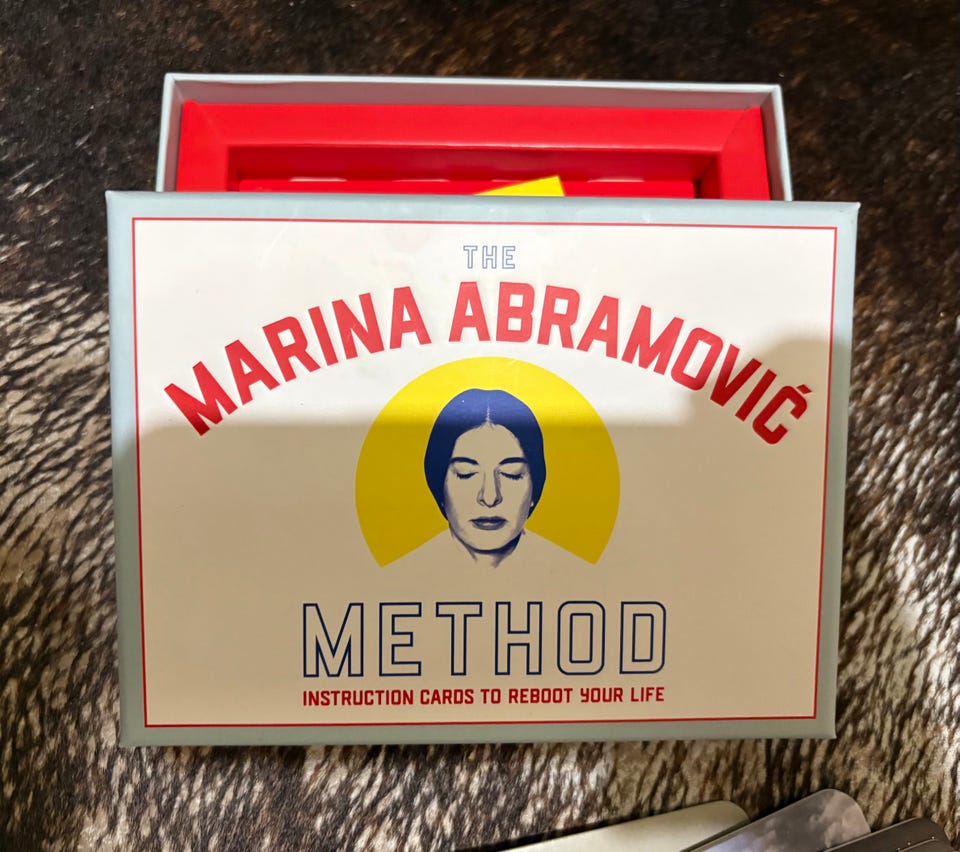 THE
MARINA ABRAMOVIĆ
METHOD
INSTRUCTION CARDS TO REBOOT YOUR LIFE